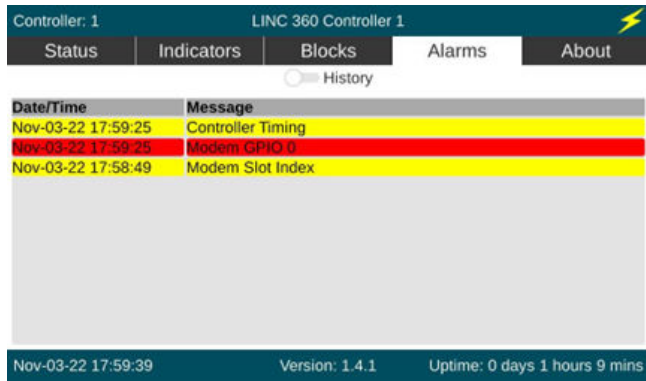 Controller: 1 LINC 360 Controller 1
Status Indicators Blocks Alarms About
History
Date/Time Message
Nov-03-22 17:59:25 Controller Timing
Nov-03-22 17:59:25 Modem GPIO 0
Nov-03-22 17:58:49 Modem Slot Index
Nov-03-22 17:59:39 Version: 1.4.1 Uptime: 0 days 1 hours 9 mins